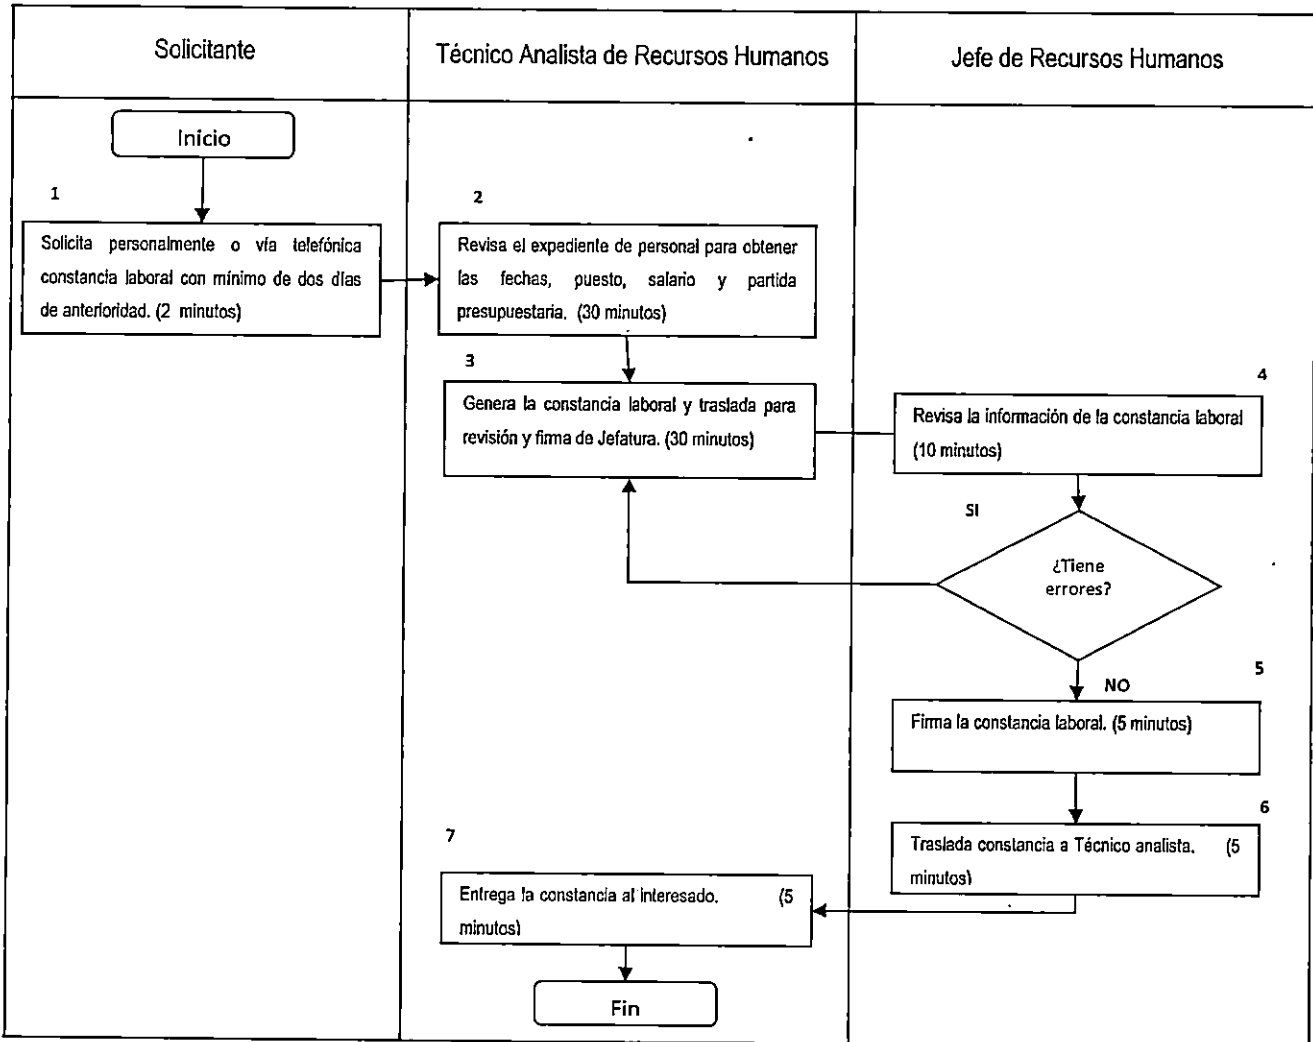 Solicitante
Técnico Analista de Recursos Humanos
Jefe de Recursos Humanos
Inicio
1
Solicita personalmente o vía telefónica
constancia laboral con mínimo de dos días
de anterioridad. (2 minutos)
2
Revisa el expediente de personal para obtener
las fechas, puesto, salario y partida
presupuestaria. (30 minutos)
3
Genera la constancia laboral y traslada para
revisión y firma de Jefatura. (30 minutos)
4
Revisa la información de la constancia laboral
(10 minutos)
SI
¿Tiene
errores?
NO
5
Firma la constancia laboral. (5 minutos)
6
Traslada constancia a Técnico analista. (5
minutos)
7
Entrega la constancia al interesado. (5
minutos)
Fin